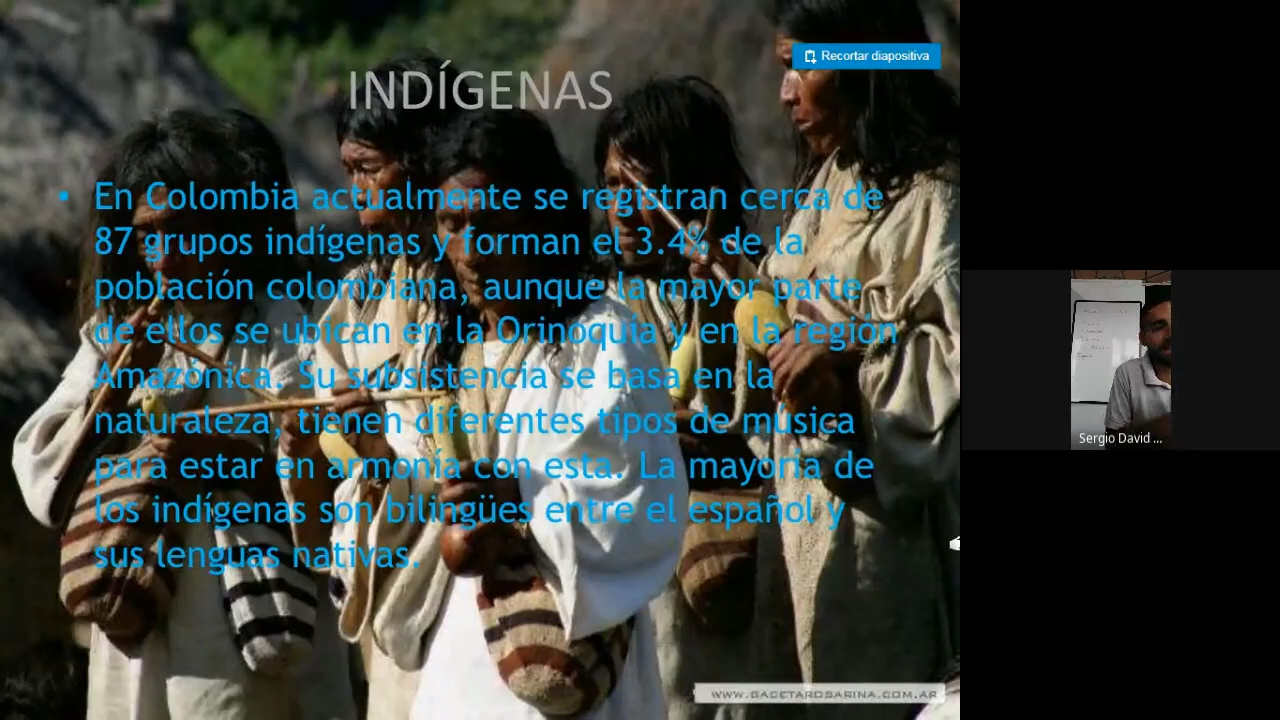 Recortar diapositiva
INDÍGENAS
• En Colombia actualmente se registran cerca de
87 grupos indígenas y forman el 3.4% de la
población colombiana, aunque la mayor parte
de ellos se ubican en la Orinoquia y en la región
Amazónica. Su subsistencia se basa en la
naturaleza, tienen diferentes tipos de música
para estar en armonía con esta. La mayoría de
los indígenas son bilingües entre el español y
sus lenguas nativas.
Sergio David ...
WWW.GACETAROSARINA.COM.AR